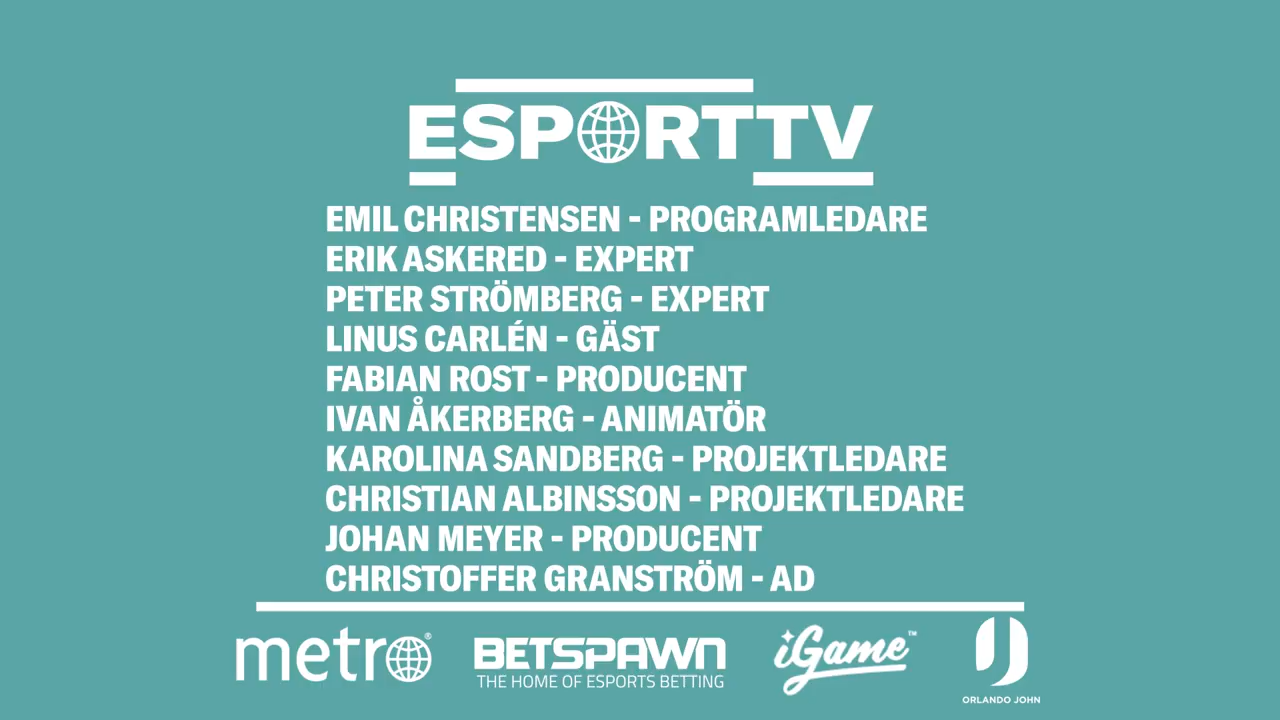 ESPORTTV
EMIL CHRISTENSEN - PROGRAMLEDARE
ERIK ASKERED - EXPERT
PETER STRÖMBERG - EXPERT
LINUS CARLÉN - GÄST
FABIAN ROST - PRODUCENT
IVAN ÅKERBERG - ANIMATÖR
KAROLINA SANDBERG - PROJEKTLEDARE
CHRISTIAN ALBINSSON - PROJEKTLEDARE
JOHAN MEYER - PRODUCENT
CHRISTOFFER GRANSTRÖM - AD
metro®
BETSPAWN
THE HOME OF ESPORTS BETTING
iGame™
ORLANDO JOHN